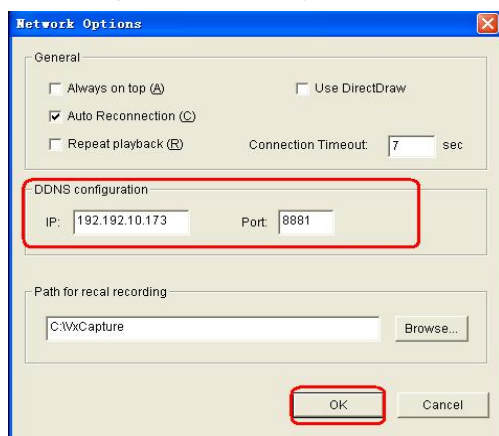 Network Options
General
Always on top (A)
Use DirectDraw
Auto Reconnection (C)
Repeat playback (R)
Connection Timeout: 7 sec
DDNS configuration
IP: 192.192.10.173 Port: 8881
Path for recal recording
C:\VxCapture
Browse...
OK
Cancel